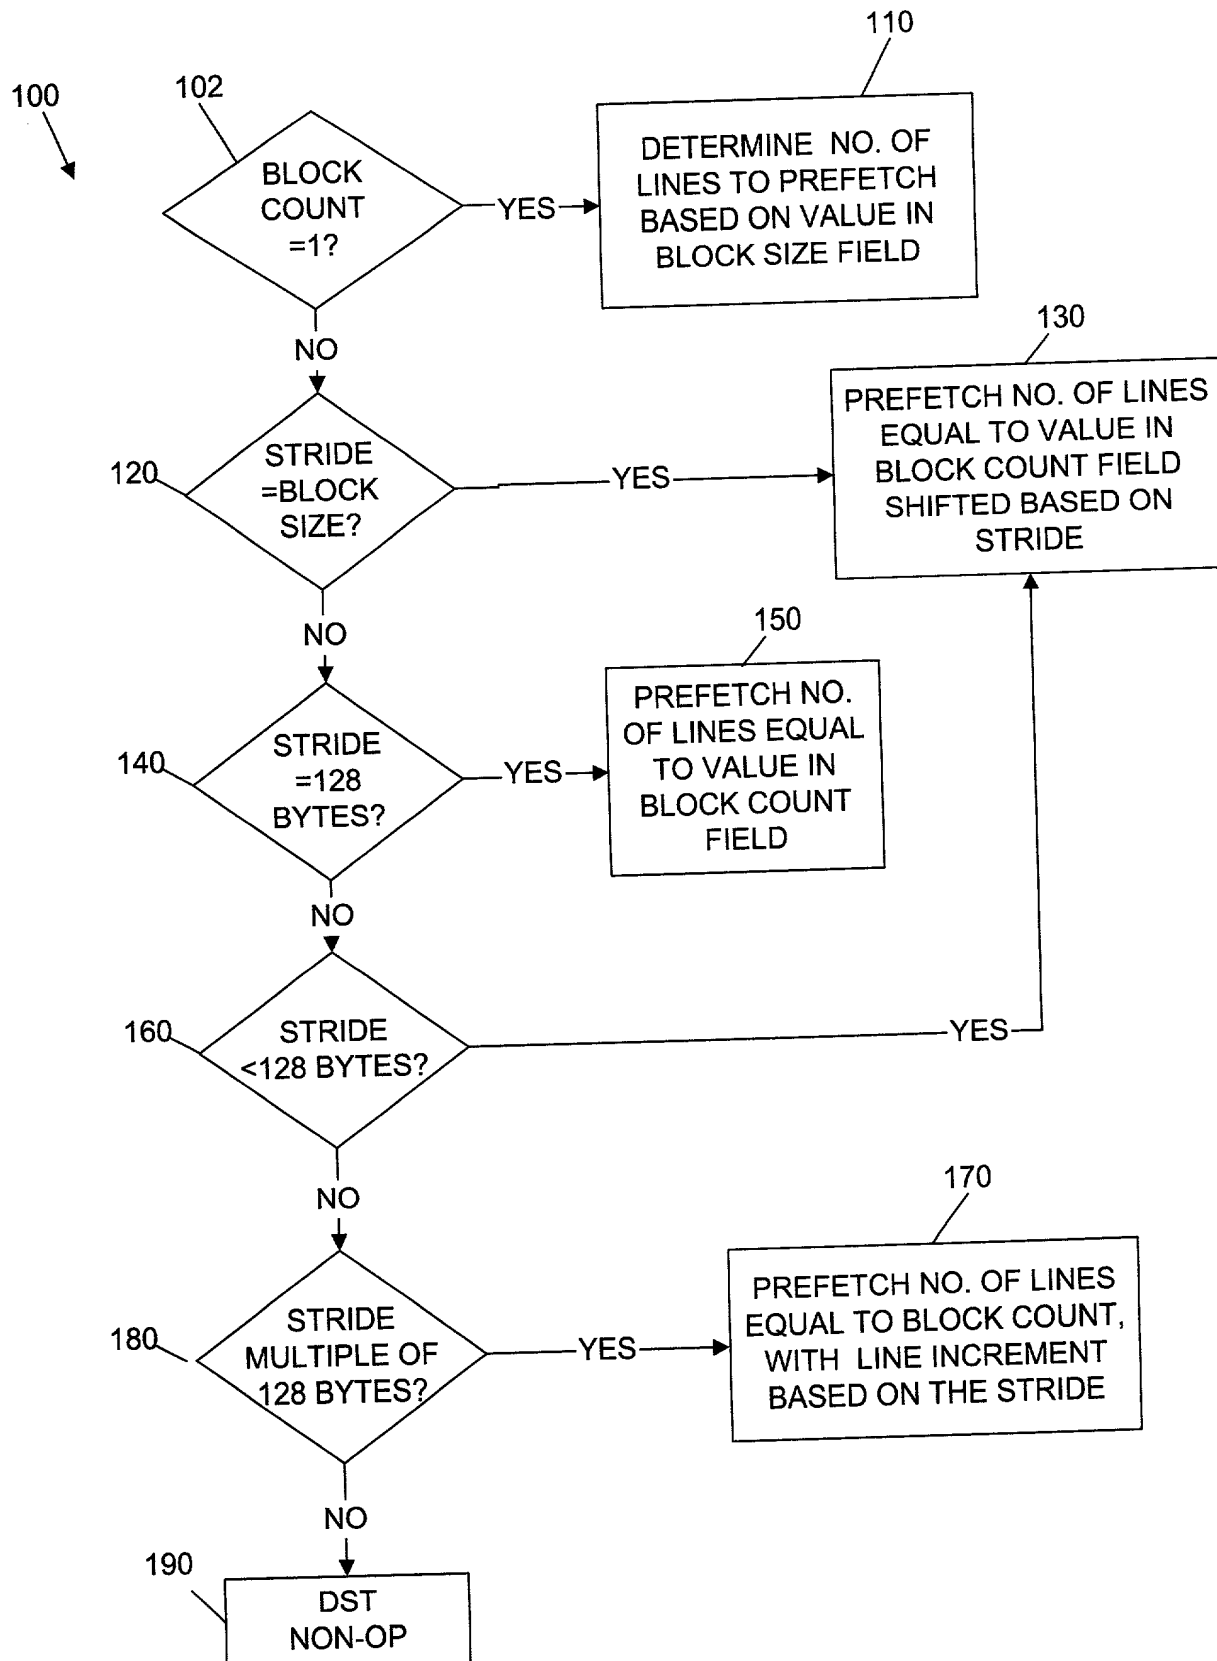 110
102
100
BLOCK
COUNT
=1?
YES
DETERMINE NO. OF
LINES TO PREFETCH
BASED ON VALUE IN
BLOCK SIZE FIELD
NO
130
120
STRIDE
=BLOCK
SIZE?
YES
PREFETCH NO. OF LINES
EQUAL TO VALUE IN
BLOCK COUNT FIELD
SHIFTED BASED ON
STRIDE
NO
150
140
STRIDE
=128
BYTES?
YES
PREFETCH NO.
OF LINES EQUAL
TO VALUE IN
BLOCK COUNT
FIELD
NO
160
STRIDE
<128 BYTES?
YES
NO
170
180
STRIDE
MULTIPLE OF
128 BYTES?
YES
PREFETCH NO. OF LINES
EQUAL TO BLOCK COUNT,
WITH LINE INCREMENT
BASED ON THE STRIDE
NO
190
DST
NON-OP